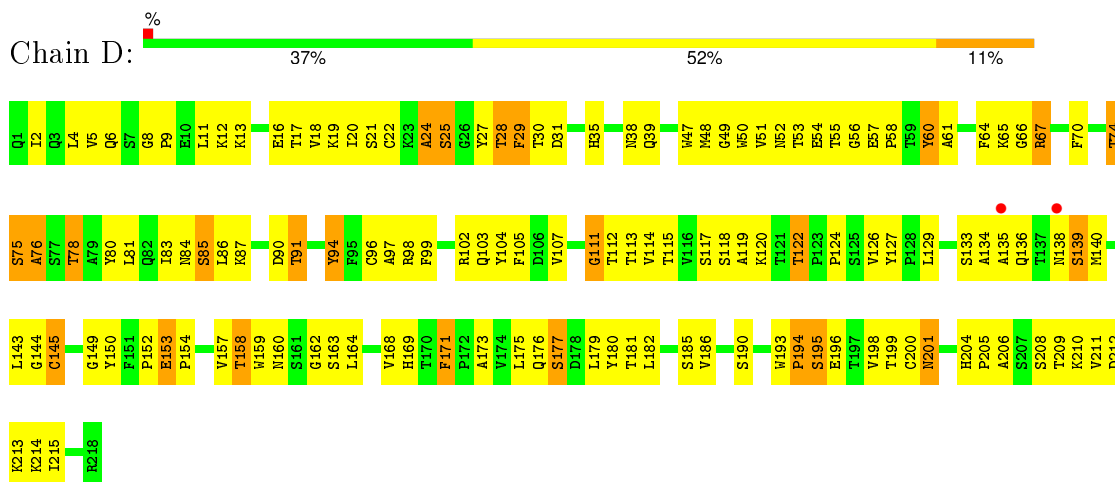 %
Chain D:
37% 52% 11%
Q1 I2 Q3 L4 V5 Q6 S7 G8 P9 E10 L11 K12 K13 E16 T17 V18 K19 I20 S21 C22 K23 A24 S25 G26 Y27 T28 F29 T30 D31 H35 N38 Q39 W47 M48 G49 W50 V51 N52 T53 E54 T55 G56 E57 P58 T59 Y60 A61 F64 K65 G66 R67 F70
S75 A76 S77 T78 A79 Y80 L81 Q82 I83 N84 S85 L86 K87 D90 T91 Y94 F95 C96 A97 R98 F99 R102 Q103 Y104 F105 D106 V107 G111 T112 T113 V114 T115 V116 S117 S118 A119 K120 T121 T122 P123 P124 S125 V126 Y127 P128 L129 S133 A134 A135 Q136 T137 N138 S139 M140
L143 G144 C145 G149 Y150 F151 P152 E153 P154 V157 T158 W159 N160 S161 G162 S163 L164 V168 H169 T170 F171 P172 A173 V174 L175 Q176 S177 D178 L179 Y180 T181 L182 S185 V186 S190 W193 P194 S195 E196 T197 V198 T199 C200 N201 H204 P205 A206 S207 S208 T209 K210 V211 D212
K213 K214 I215 R218